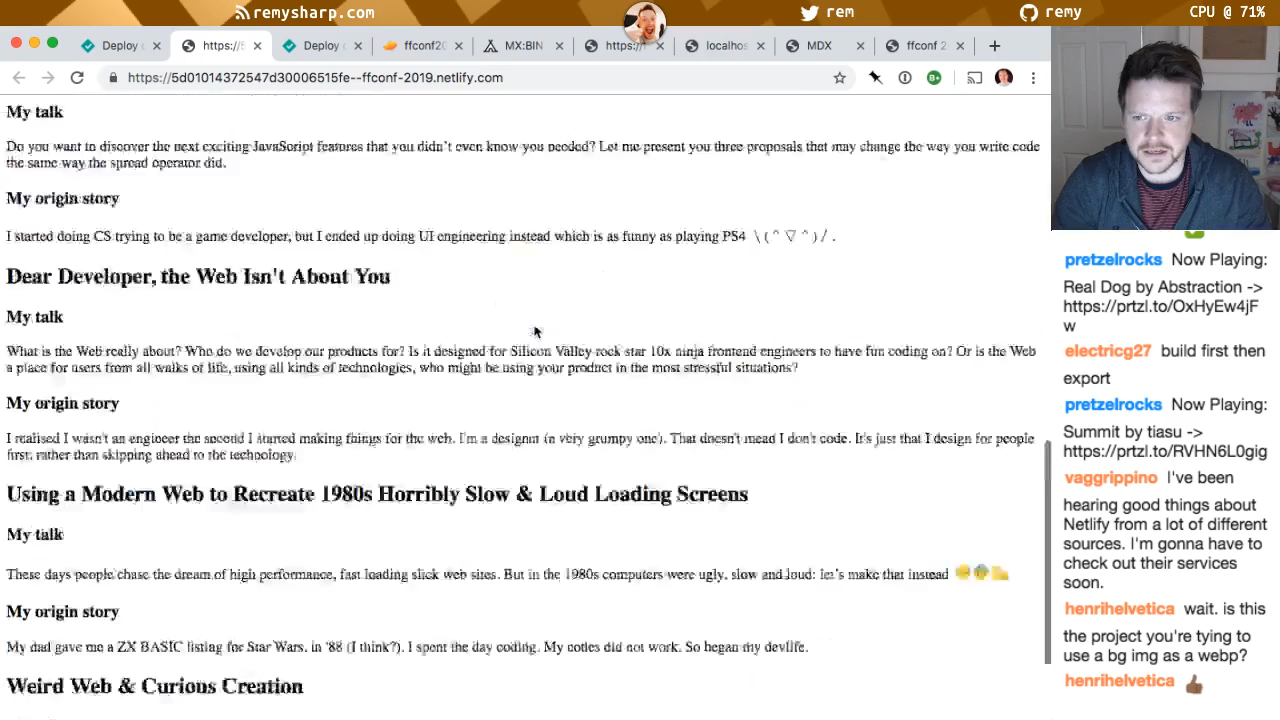 remysharp.com
rem
remy
CPU @ 71%
Deploy c
https://5
Deploy c
ffconf20
MX:BIN
https://f
localhos
MDX
ffconf 2
https://5d01014372547d30006515fe--ffconf-2019.netlify.com
My talk
Do you want to discover the next exciting JavaScript features that you didn't even know you needed? Let me present you three proposals that may change the way you write code
the same way the spread operator did.
My origin story
I started doing CS trying to be a game developer, but I ended up doing UI engineering instead which is as funny as playing PS4 \(^ ▽ ^)/ .
Dear Developer, the Web Isn't About You
My talk
What is the Web really about? Who do we develop our products for? Is it designed for Silicon Valley rock star 10x ninja frontend engineers to have fun coding on? Or is the Web
a place for users from all walks of life, using all kinds of technologies, who might be using your product in the most stressful situations?
My origin story
I realised I wasn't an engineer the second I started making things for the web. I'm a designer (a very grumpy one). That doesn't mead I don't code. It's just that I design for people
first, rather than skipping ahead to the technology.
Using a Modern Web to Recreate 1980s Horribly Slow & Loud Loading Screens
My talk
These days people chase the dream of high performance, fast loading slick web sites. But in the 1980s computers were ugly, slow and loud: let's make that instead
My origin story
My dad gave me a ZX BASIC listing for Star Wars, in '88 (I think?). I spent the day coding. My codes did not work. So began my devlife.
Weird Web & Curious Creation
pretzelrocks Now Playing:
Real Dog by Abstraction ->
https://prtzl.to/OxHyEw4jF
w
electricg27 build first then
export
pretzelrocks Now Playing:
Summit by tiasu ->
https://prtzl.to/RVHN6L0gig
vaggrippino I've been
hearing good things about
Netlify from a lot of different
sources. I'm gonna have to
check out their services
soon.
henrihelvetica wait. is this
the project you're tying to
use a bg img as a webp?
henrihelvetica